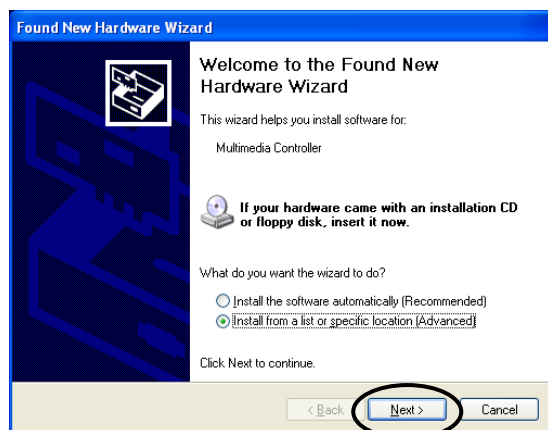 Found New Hardware Wizard
Welcome to the Found New
Hardware Wizard
This wizard helps you install software for:
Multimedia Controller
If your hardware came with an installation CD
or floppy disk, insert it now.
What do you want the wizard to do?
Install the software automatically (Recommended)
Install from a list or specific location (Advanced)
Click Next to continue.
< Back Next > Cancel